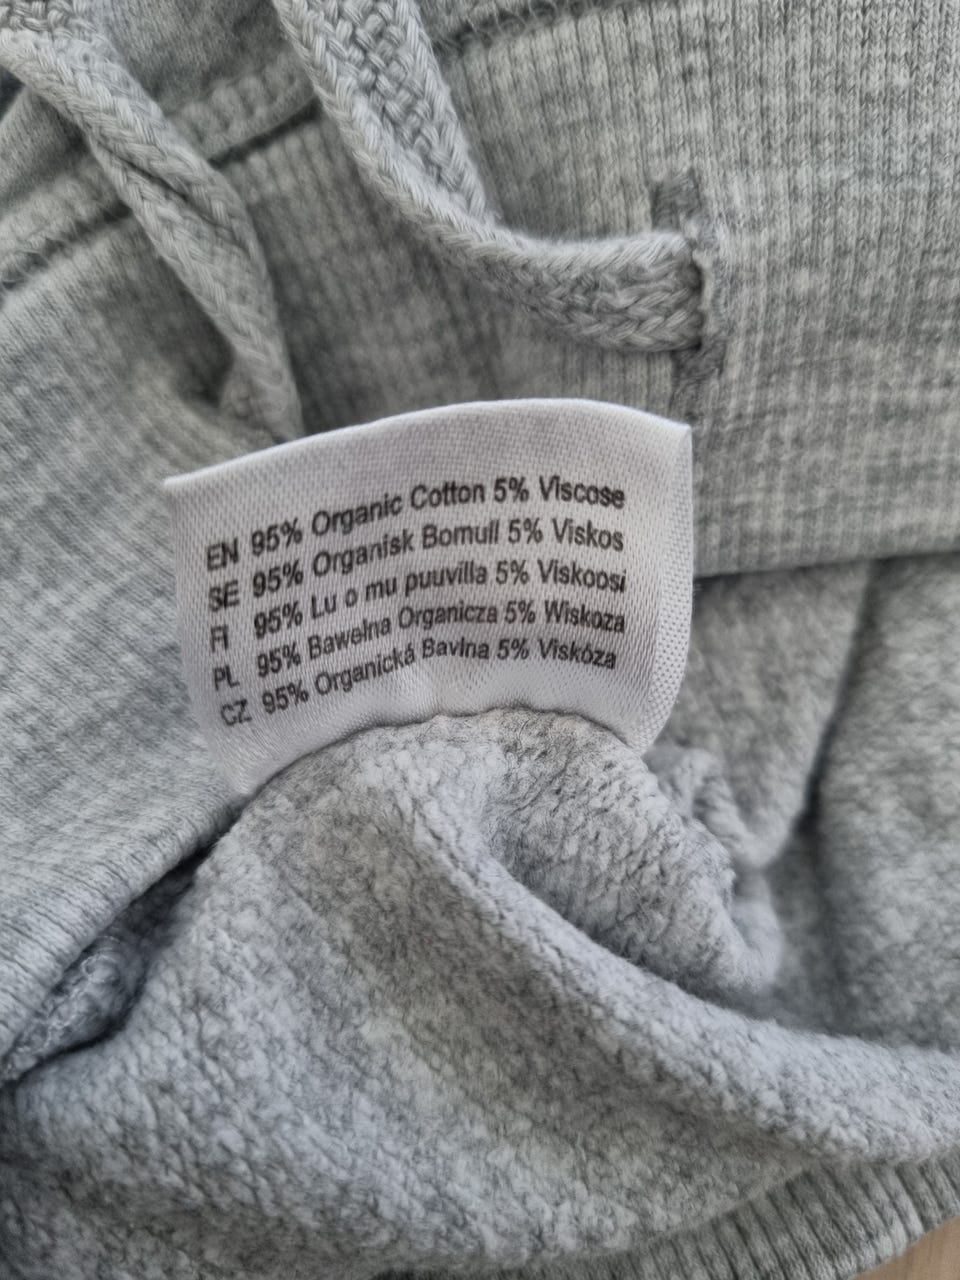 EN 95% Organic Cotton 5% Viscose
SE 95% Organisk Bomull 5% Viskos
FI 95% Lu o mu puuvilla 5% Viskoosi
PL 95% Bawełna Organicza 5% Wiskoza
CZ 95% Organická Bavlna 5% Viskóza